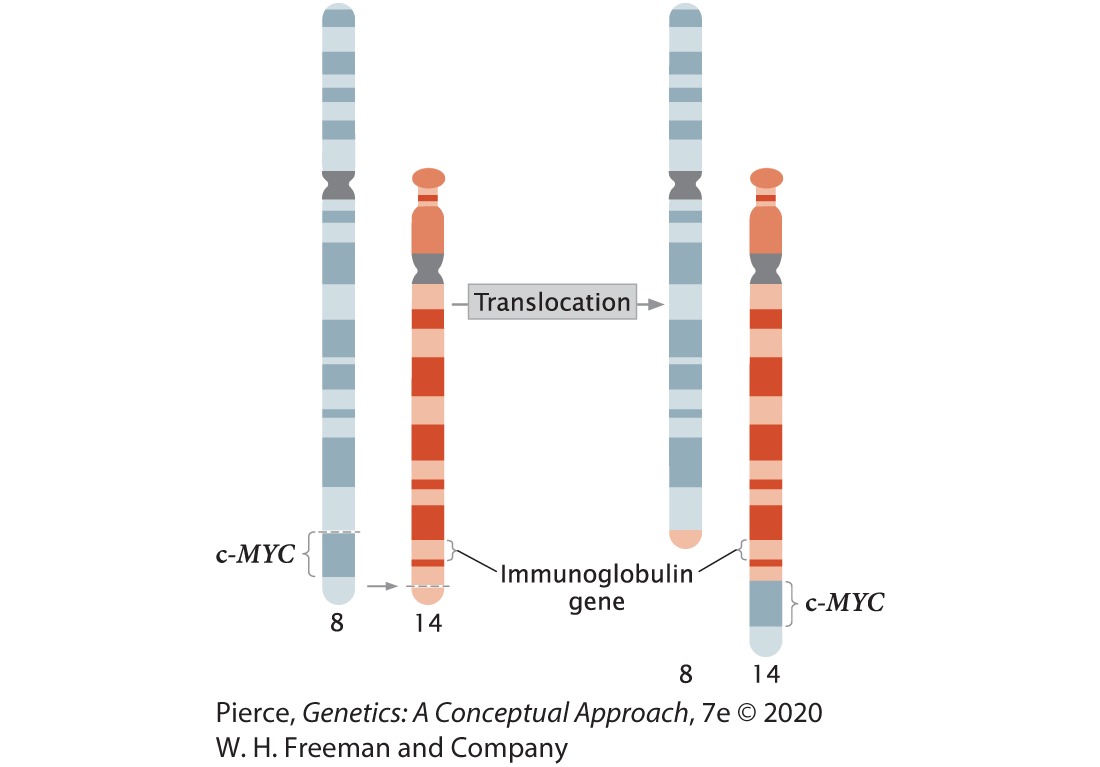 Translocation
c-MYC
Immunoglobulin
gene
c-MYC
8
14
8
14
Pierce, Genetics: A Conceptual Approach, 7e © 2020
W. H. Freeman and Company